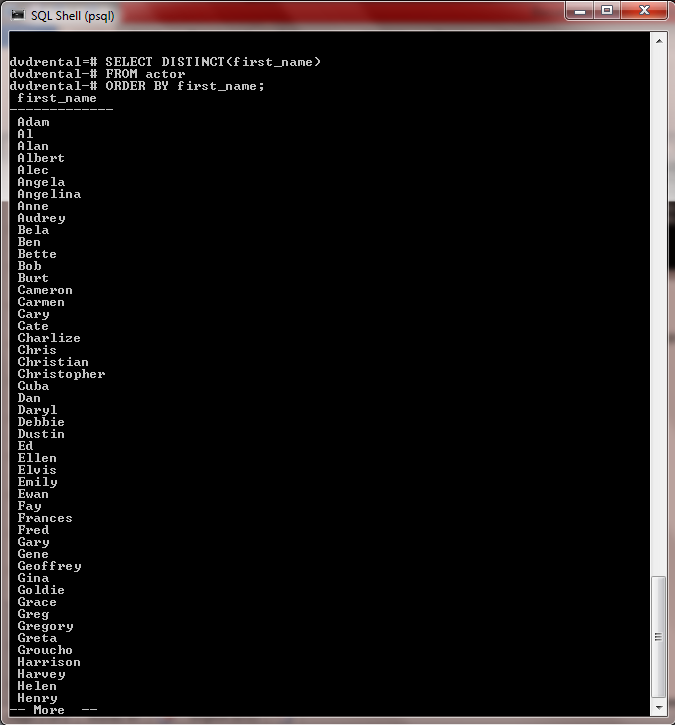 SQL Shell (psql)
dvdrental=# SELECT DISTINCT(first_name)
dvdrental-# FROM actor
dvdrental-# ORDER BY first_name;
first_name
-------------
Adam
Al
Alan
Albert
Alec
Angela
Angelina
Anne
Audrey
Bela
Ben
Bette
Bob
Burt
Cameron
Carmen
Cary
Cate
Charlize
Chris
Christian
Christopher
Cuba
Dan
Daryl
Debbie
Dustin
Ed
Ellen
Elvis
Emily
Ewan
Fay
Frances
Fred
Gary
Gene
Geoffrey
Gina
Goldie
Grace
Greg
Gregory
Greta
Groucho
Harrison
Harvey
Helen
Henry
-- More  --